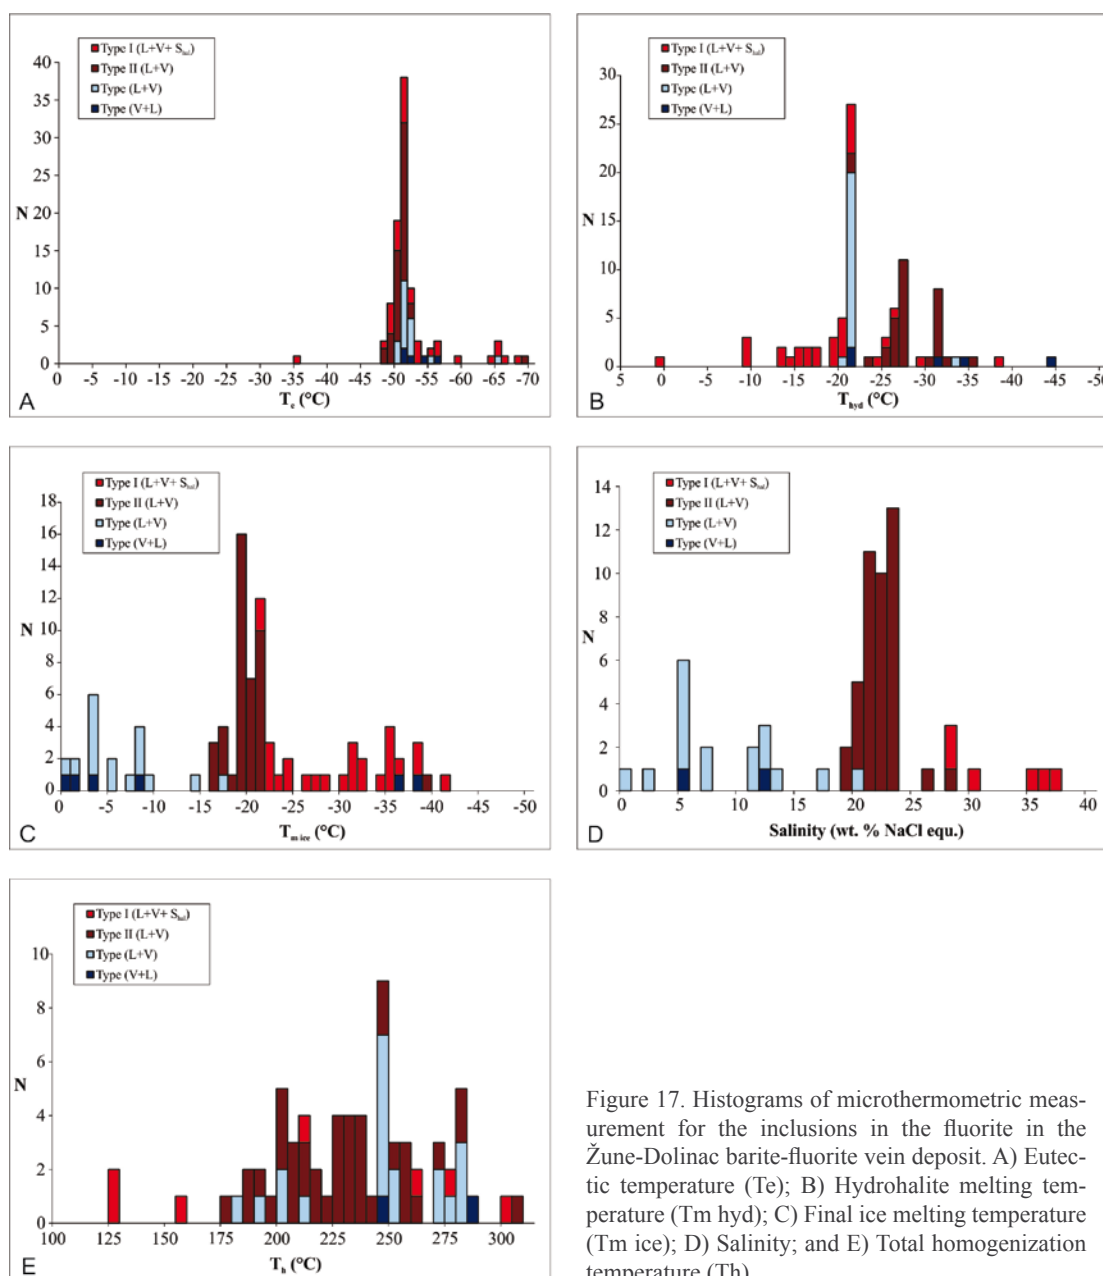 Type I (L+V+ Shal)
Type II (L+V)
Type (L+V)
Type (V+L)
40
35
30
25
20
15
10
5
0
N
0 -5 -10 -15 -20 -25 -30 -35 -40 -45 -50 -55 -60 -65 -70
A
Te (°C)
Type I (L+V+ Shal)
Type II (L+V)
Type (L+V)
Type (V+L)
30
25
20
15
10
5
0
N
5 0 -5 -10 -15 -20 -25 -30 -35 -40 -45 -50
B
Thyd (°C)
Type I (L+V+ Shal)
Type II (L+V)
Type (L+V)
Type (V+L)
18
16
14
12
10
8
6
4
2
0
N
0 -5 -10 -15 -20 -25 -30 -35 -40 -45 -50
C
Tm ice (°C)
Type I (L+V+ Shal)
Type II (L+V)
Type (L+V)
Type (V+L)
14
12
10
8
6
4
2
0
N
0 5 10 15 20 25 30 35 40
D
Salinity (wt. % NaCl equ.)
Type I (L+V+ Shal)
Type II (L+V)
Type (L+V)
Type (V+L)
10
8
6
4
2
0
N
100 125 150 175 200 225 250 275 300
E
Th (°C)
Figure 17. Histograms of microthermometric meas-
urement for the inclusions in the fluorite in the
Žune-Dolinac barite-fluorite vein deposit. A) Eutec-
tic temperature (Te); B) Hydrohalite melting tem-
perature (Tm hyd); C) Final ice melting temperature
(Tm ice); D) Salinity; and E) Total homogenization
temperature (Th)